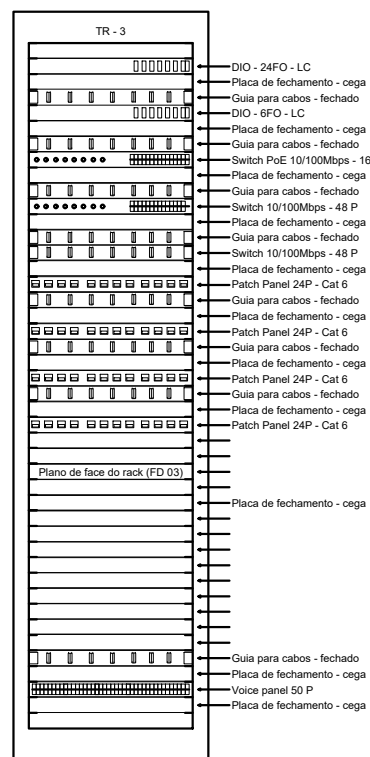 TR - 3
DIO - 24FO - LC
Placa de fechamento - cega
Guia para cabos - fechado
DIO - 6FO - LC
Placa de fechamento - cega
Guia para cabos - fechado
Switch PoE 10/100Mbps - 16
Placa de fechamento - cega
Guia para cabos - fechado
Switch 10/100Mbps - 48 P
Placa de fechamento - cega
Guia para cabos - fechado
Switch 10/100Mbps - 48 P
Placa de fechamento - cega
Patch Panel 24P - Cat 6
Guia para cabos - fechado
Placa de fechamento - cega
Patch Panel 24P - Cat 6
Guia para cabos - fechado
Placa de fechamento - cega
Patch Panel 24P - Cat 6
Guia para cabos - fechado
Placa de fechamento - cega
Patch Panel 24P - Cat 6
Plano de face do rack (FD 03)
Placa de fechamento - cega
Guia para cabos - fechado
Placa de fechamento - cega
Voice panel 50 P
Placa de fechamento - cega